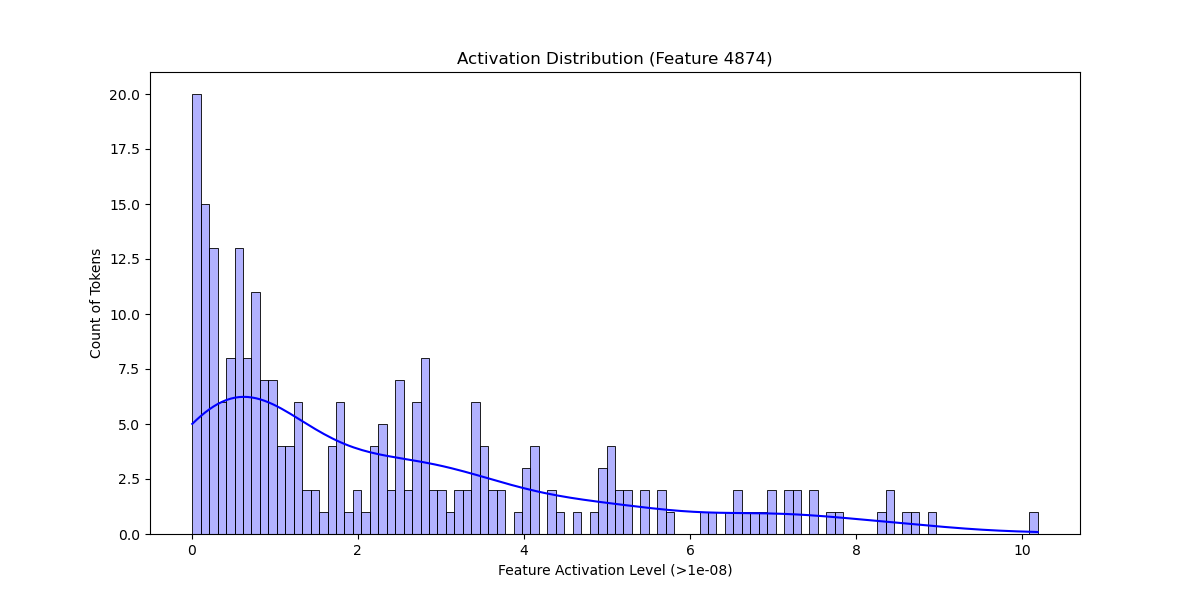 Activation Distribution (Feature 4874)
20.0
17.5
15.0
12.5
10.0
7.5
5.0
2.5
0.0
Count of Tokens
0 2 4 6 8 10
Feature Activation Level (>1e-08)